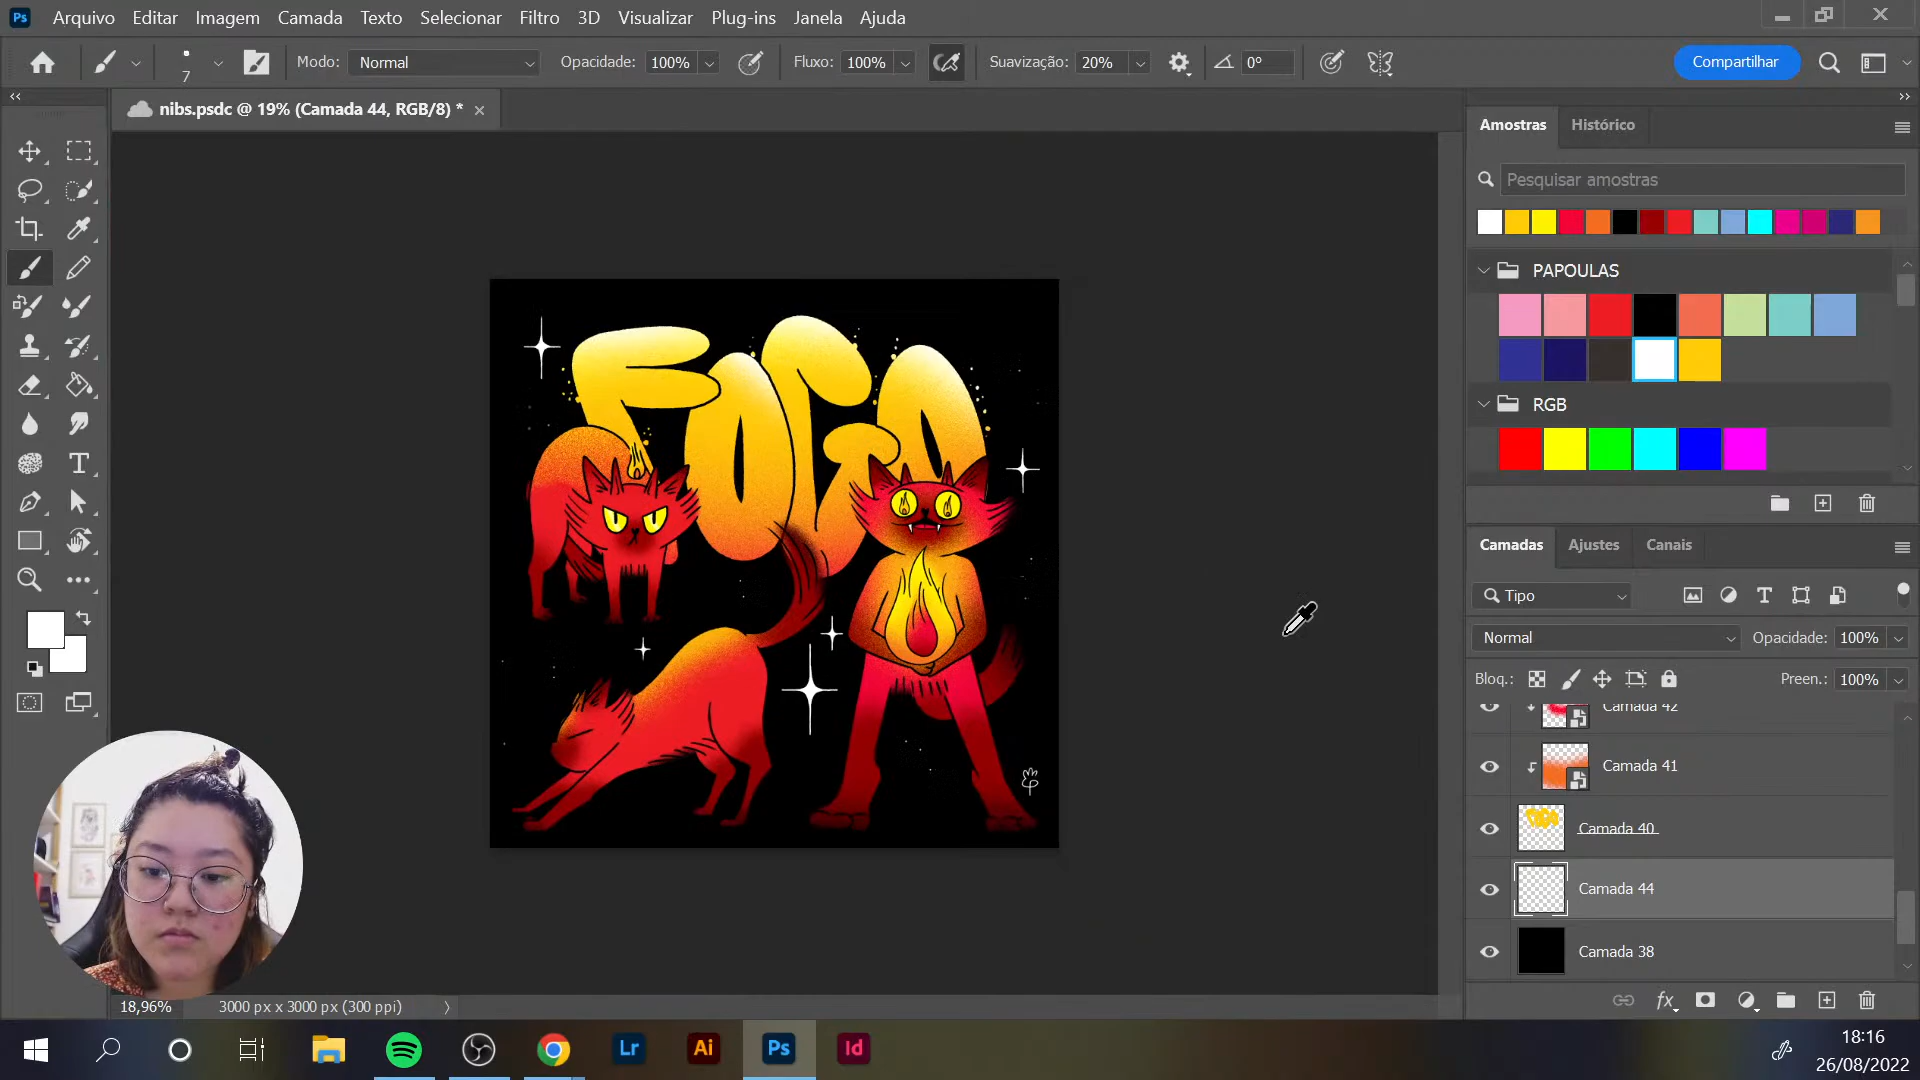 Ps Arquivo Editar Imagem Camada Texto Selecionar Filtro 3D Visualizar Plug-ins Janela Ajuda
7 Modo: Normal Opacidade: 100% Fluxo: 100% Suavização: 20% 0° Compartilhar
nibs.psdc @ 19% (Camada 44, RGB/8) *
Amostras Histórico
Pesquisar amostras
PAPOULAS
RGB
FOGO
Camadas Ajustes Canais
Tipo
Normal Opacidade: 100%
Bloq.: Preen.: 100%
Camada 42
Camada 41
Camada 40
Camada 44
Camada 38
18,96% 3000 px x 3000 px (300 ppi)
Lr Ai Ps Id
18:16
26/08/2022